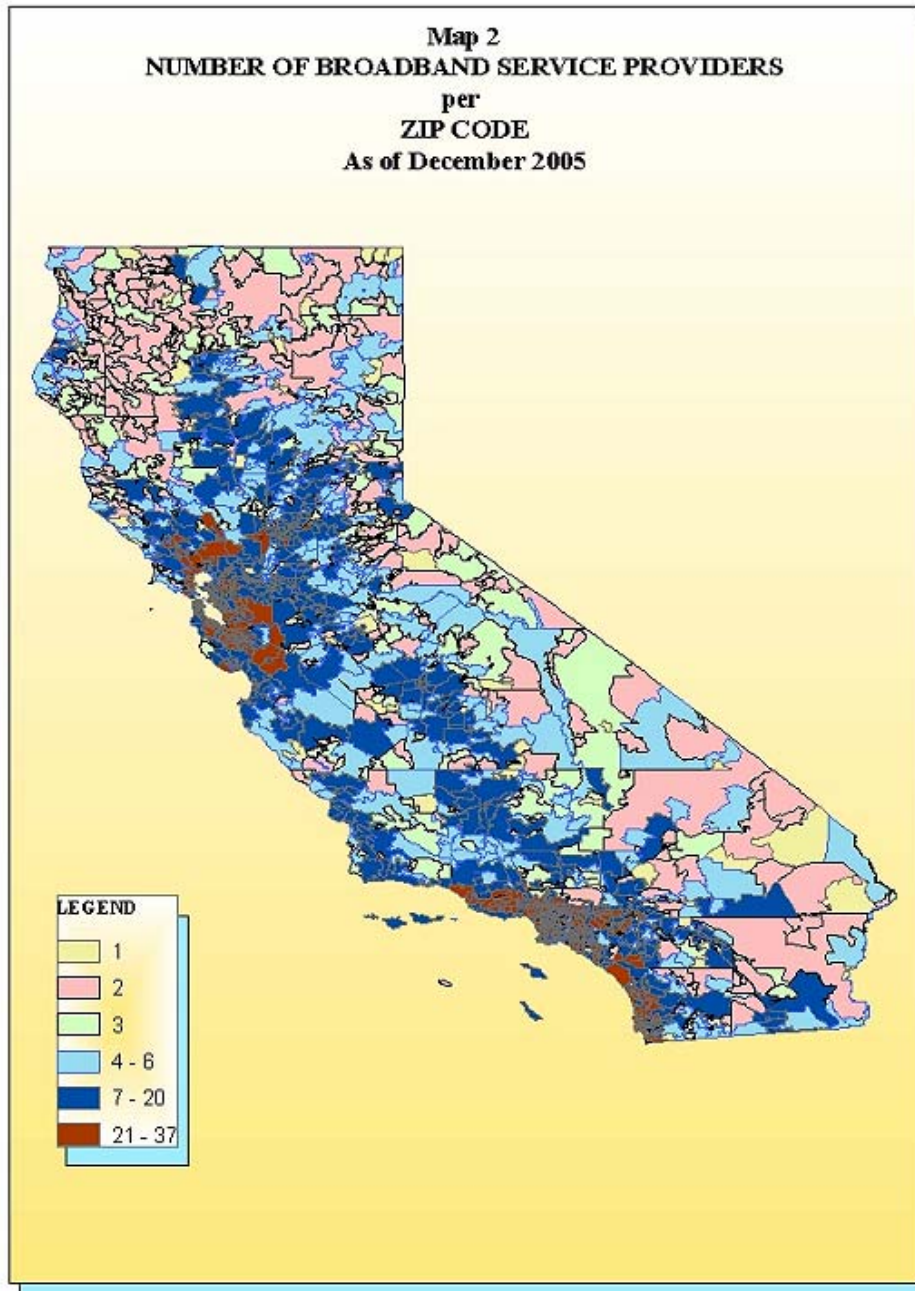 Map 2
NUMBER OF BROADBAND SERVICE PROVIDERS
per
ZIP CODE
As of December 2005
LEGEND
1
2
3
4 - 6
7 - 20
21 - 37